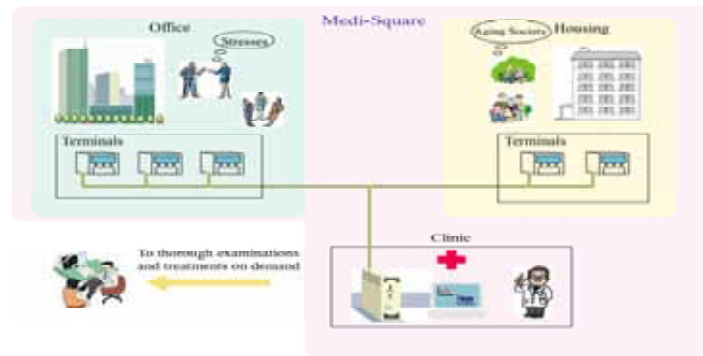 Medi-Square
Office
Stresses
Terminals
Aging Society
Housing
Terminals
Clinic
To thorough examinations
and treatments on demand